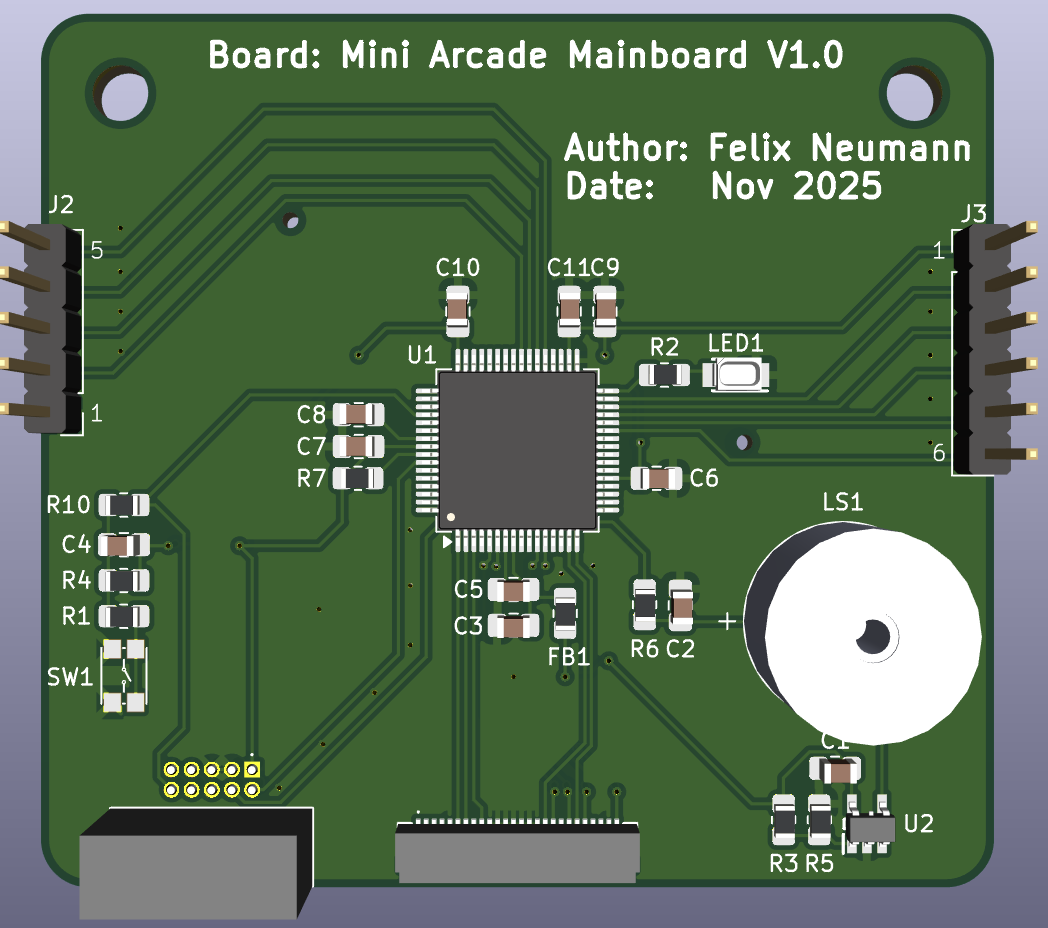 Board: Mini Arcade Mainboard V1.0
Author: Felix Neumann
Date: Nov 2025
J2
J3
5
1
C10
C11
C9
U1
R2
LED1
C8
C7
R7
1
6
C6
LS1
R10
C4
R4
R1
SW1
C5
C3
FB1
R6
C2
+
C1
U2
R3
R5